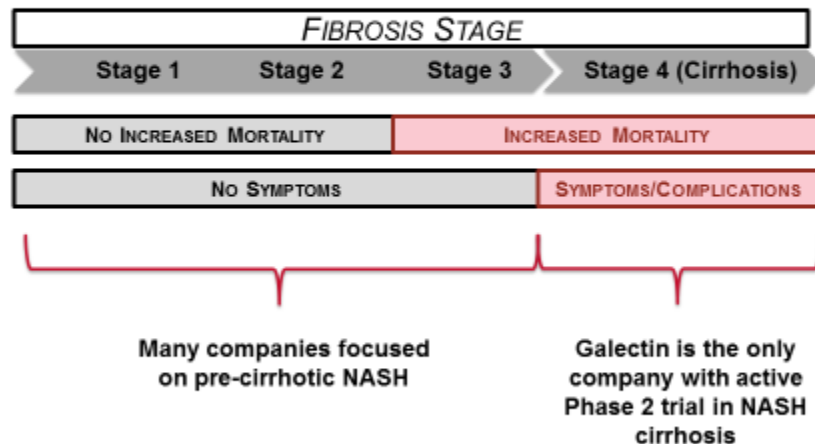 FIBROSIS STAGE
Stage 1 Stage 2 Stage 3 Stage 4 (Cirrhosis)
NO INCREASED MORTALITY INCREASED MORTALITY
NO SYMPTOMS SYMPTOMS/COMPLICATIONS
Many companies focused
on pre-cirrhotic NASH
Galectin is the only
company with active
Phase 2 trial in NASH
cirrhosis